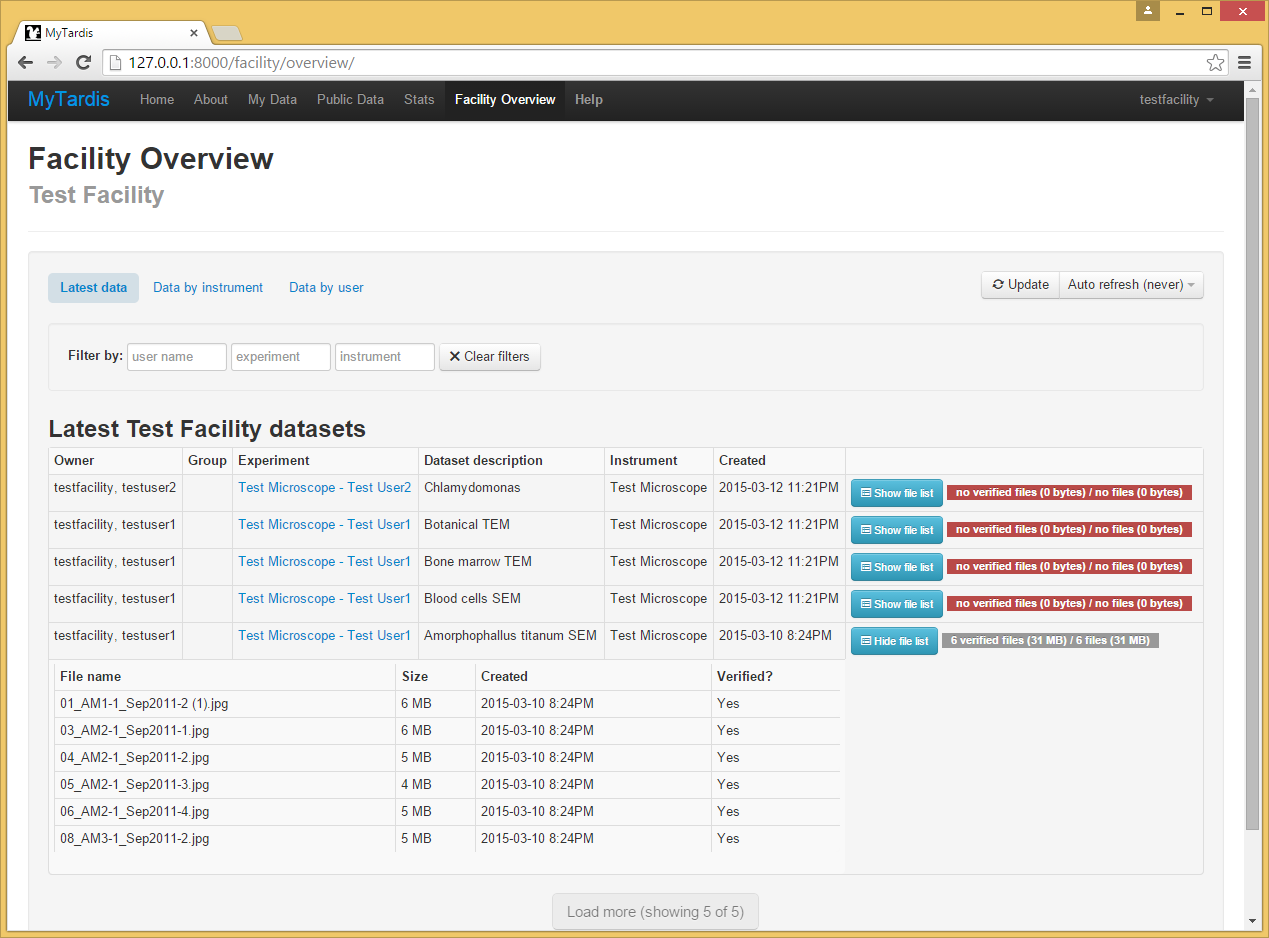 MyTardis
127.0.0.1:8000/facility/overview/
MyTardis Home About My Data Public Data Stats Facility Overview Help testfacility
Facility Overview
Test Facility
Latest data Data by instrument Data by user Update Auto refresh (never)
Filter by: user name experiment instrument Clear filters
Latest Test Facility datasets
Owner Group Experiment Dataset description Instrument Created
testfacility, testuser2 Test Microscope - Test User2 Chlamydomonas Test Microscope 2015-03-12 11:21PM Show file list no verified files (0 bytes) / no files (0 bytes)
testfacility, testuser1 Test Microscope - Test User1 Botanical TEM Test Microscope 2015-03-12 11:21PM Show file list no verified files (0 bytes) / no files (0 bytes)
testfacility, testuser1 Test Microscope - Test User1 Bone marrow TEM Test Microscope 2015-03-12 11:21PM Show file list no verified files (0 bytes) / no files (0 bytes)
testfacility, testuser1 Test Microscope - Test User1 Blood cells SEM Test Microscope 2015-03-12 11:21PM Show file list no verified files (0 bytes) / no files (0 bytes)
testfacility, testuser1 Test Microscope - Test User1 Amorphophallus titanum SEM Test Microscope 2015-03-10 8:24PM Hide file list 6 verified files (31 MB) / 6 files (31 MB)
File name Size Created Verified?
01_AM1-1_Sep2011-2 (1).jpg 6 MB 2015-03-10 8:24PM Yes
03_AM2-1_Sep2011-1.jpg 6 MB 2015-03-10 8:24PM Yes
04_AM2-1_Sep2011-2.jpg 5 MB 2015-03-10 8:24PM Yes
05_AM2-1_Sep2011-3.jpg 4 MB 2015-03-10 8:24PM Yes
06_AM2-1_Sep2011-4.jpg 5 MB 2015-03-10 8:24PM Yes
08_AM3-1_Sep2011-2.jpg 5 MB 2015-03-10 8:24PM Yes
Load more (showing 5 of 5)